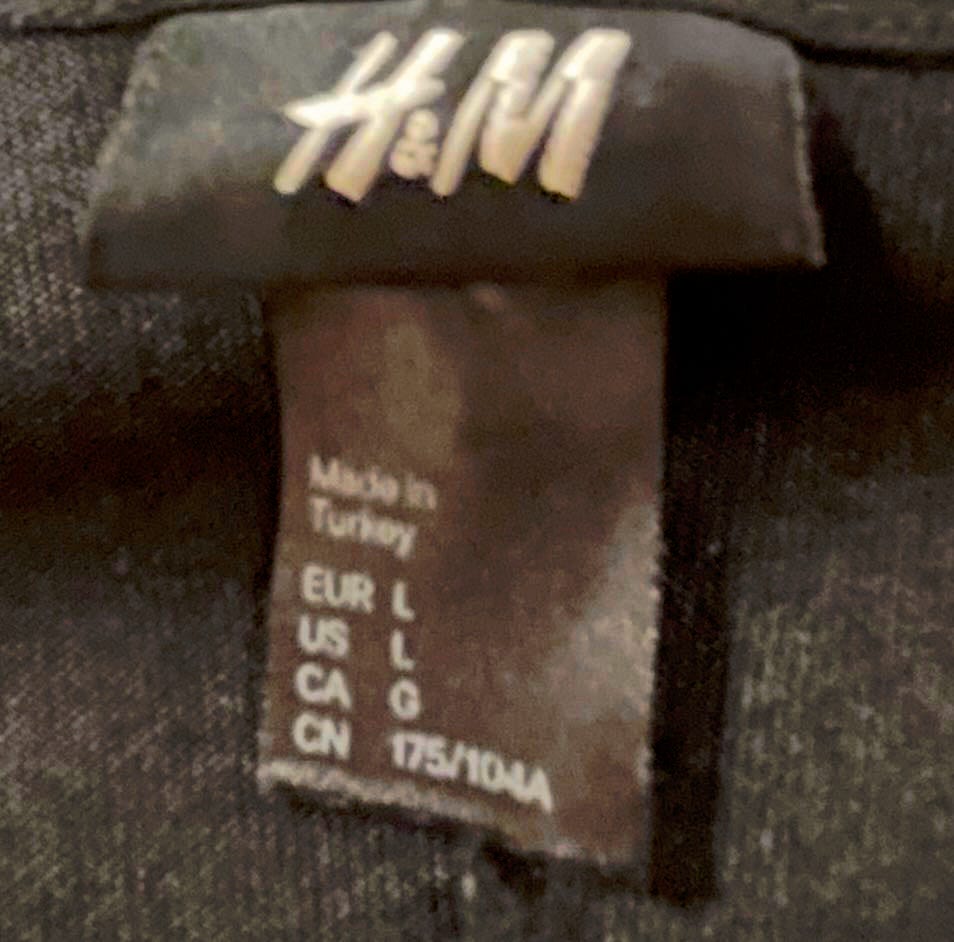 H&M
Made in
Turkey
EUR L
US L
CA G
CN 175/104A